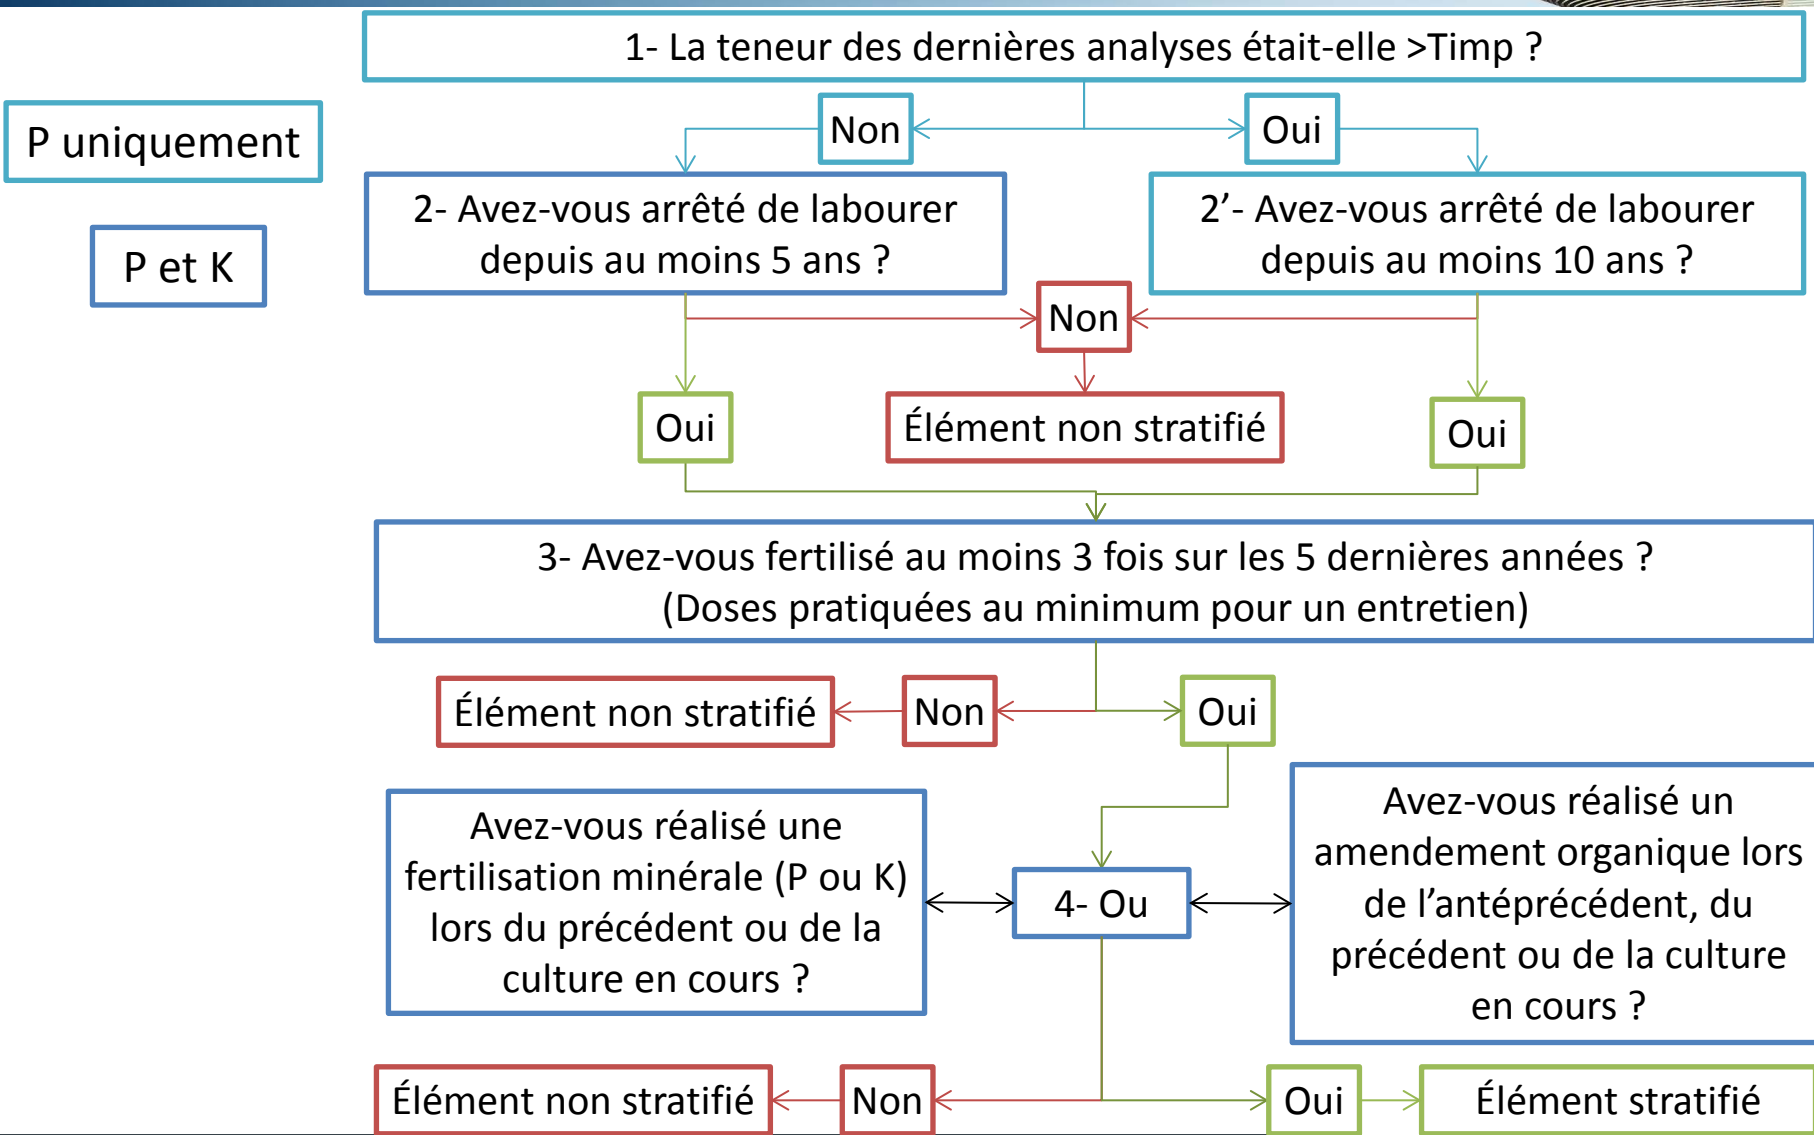 1- La teneur des dernières analyses était-elle >Timp ?
P uniquement
Non
Oui
P et K
2- Avez-vous arrêté de labourer
depuis au moins 5 ans ?
2’- Avez-vous arrêté de labourer
depuis au moins 10 ans ?
Non
Oui
Élément non stratifié
Oui
3- Avez-vous fertilisé au moins 3 fois sur les 5 dernières années ?
(Doses pratiquées au minimum pour un entretien)
Élément non stratifié
Non
Oui
Avez-vous réalisé une
fertilisation minérale (P ou K)
lors du précédent ou de la
culture en cours ?
4- Ou
Avez-vous réalisé un
amendement organique lors
de l’antéprécédent, du
précédent ou de la culture
en cours ?
Élément non stratifié
Non
Oui
Élément stratifié